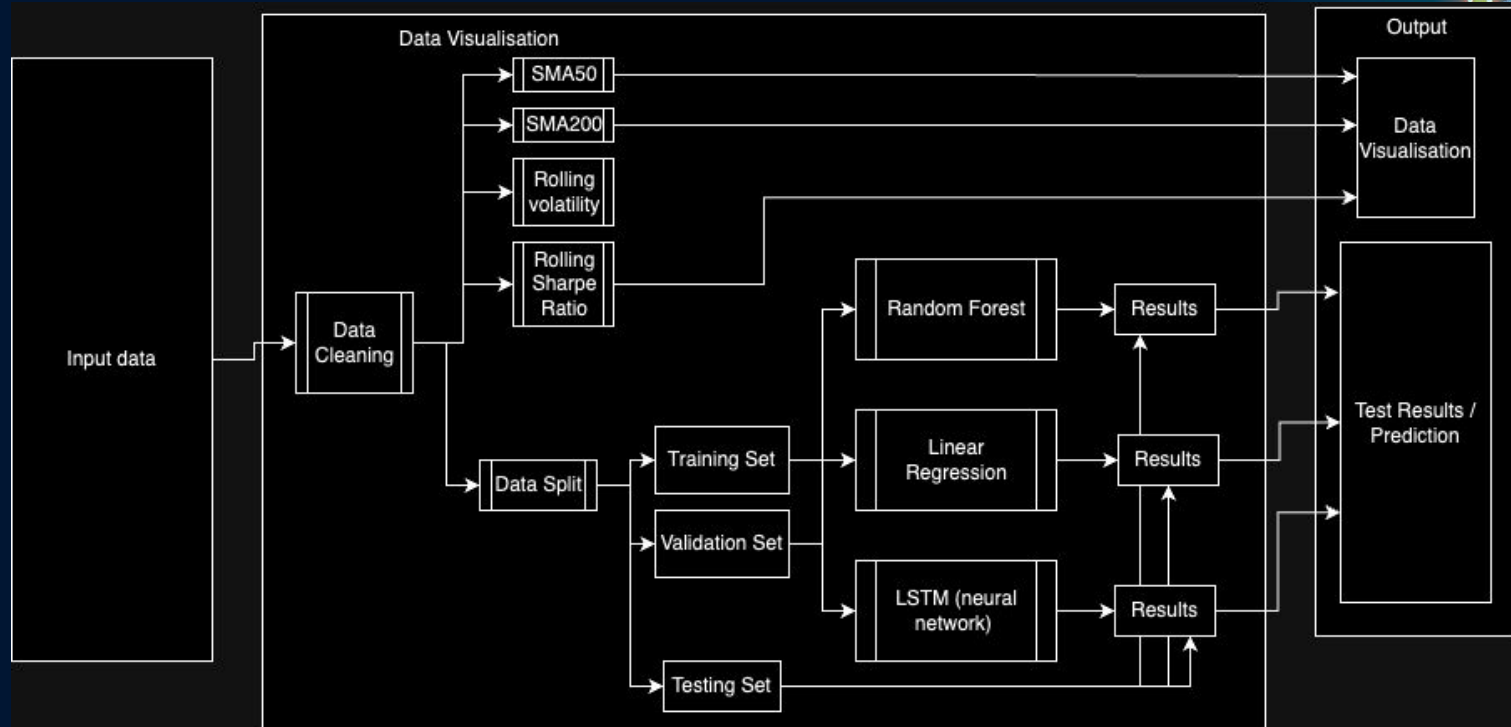 Data Visualisation
Output
SMA50
SMA200
Data
Visualisation
Rolling
volatility
Rolling
Sharpe
Ratio
Input data
Data
Cleaning
Random Forest
Results
Test Results /
Prediction
Training Set
Linear
Regression
Results
Data Split
Validation Set
LSTM (neural
network)
Results
Testing Set